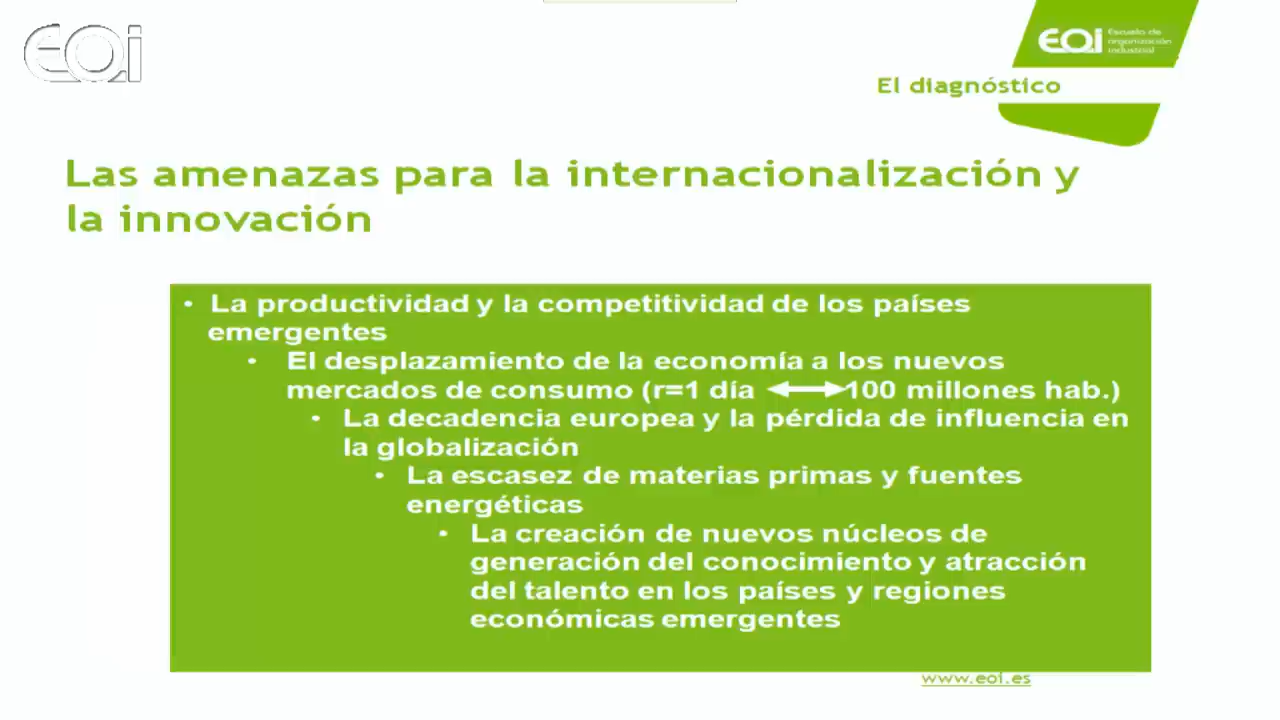 EOi
EOi Escuela de
organización
industrial
El diagnóstico
Las amenazas para la internacionalización y
la innovación
• La productividad y la competitividad de los países
emergentes
• El desplazamiento de la economía a los nuevos
mercados de consumo (r=1 día ⟷ 100 millones hab.)
• La decadencia europea y la pérdida de influencia en
la globalización
• La escasez de materias primas y fuentes
energéticas
• La creación de nuevos núcleos de
generación del conocimiento y atracción
del talento en los países y regiones
económicas emergentes
www.eoi.es